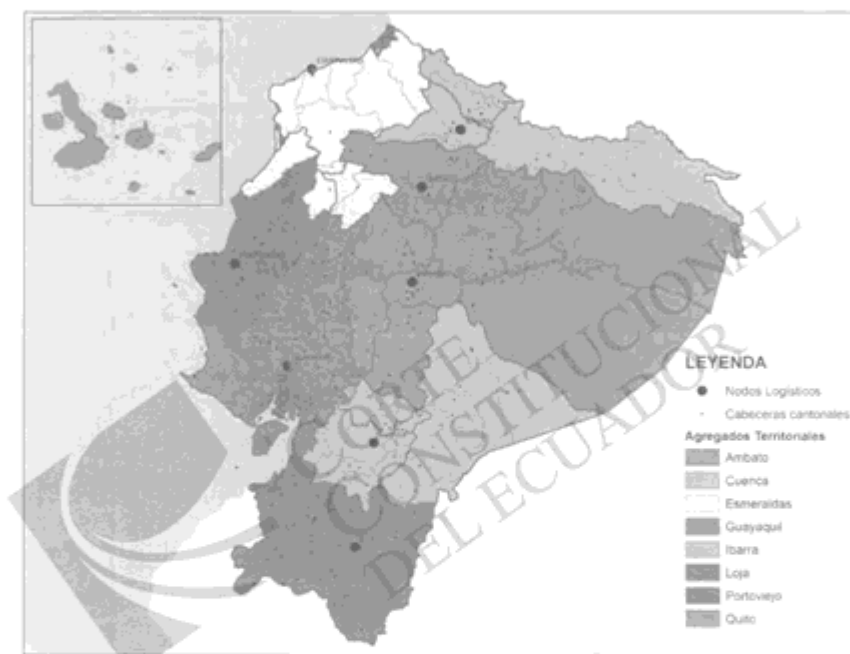 CORTE
CONSTITUCIONAL
DEL ECUADOR
LEYENDA
Nodos Logísticos
Cabeceras cantonales
Agregados Territoriales
Ambato
Cuenca
Esmeraldas
Guayaquil
Ibarra
Loja
Portoviejo
Quito